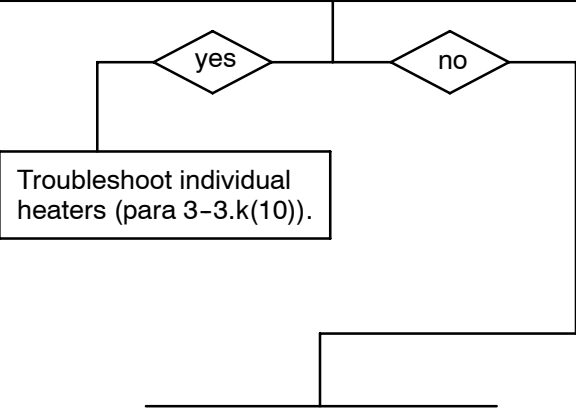 yes
no
Troubleshoot individual
heaters (para 3-3.k(10)).